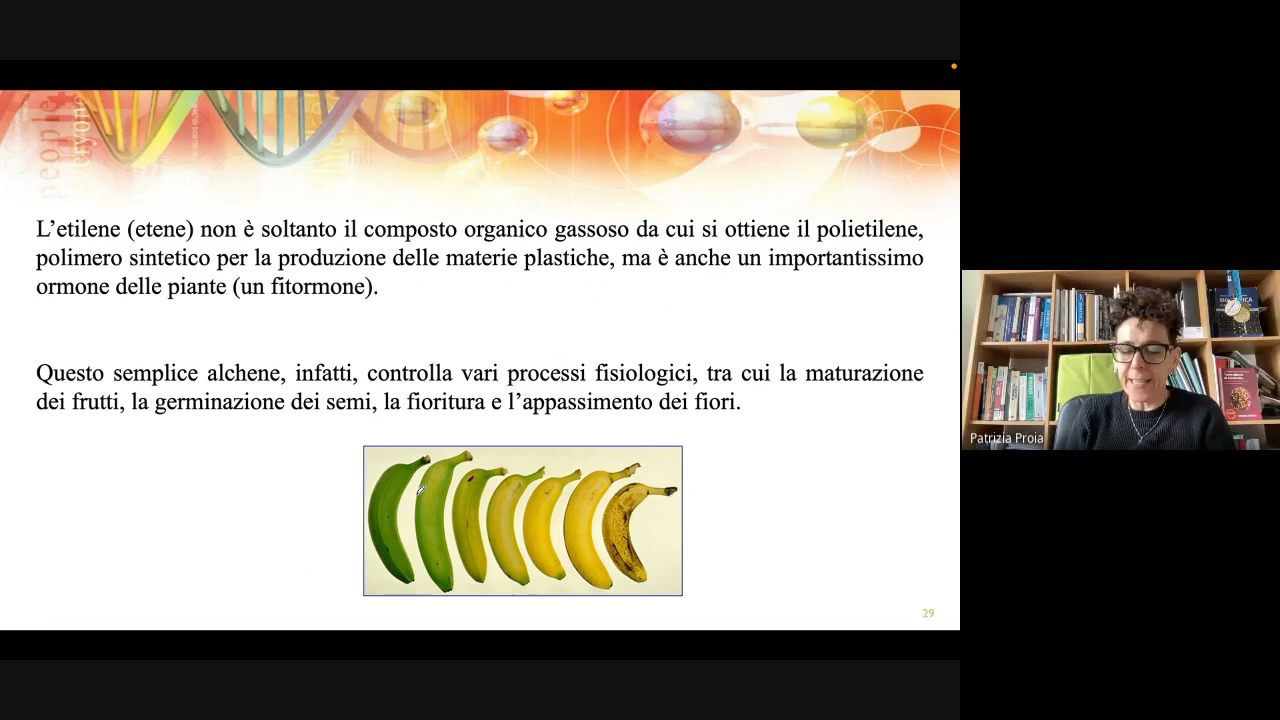 people
eryone
L’etilene (etene) non è soltanto il composto organico gassoso da cui si ottiene il polietilene,
polimero sintetico per la produzione delle materie plastiche, ma è anche un importantissimo
ormone delle piante (un fitormone).
Questo semplice alchene, infatti, controlla vari processi fisiologici, tra cui la maturazione
dei frutti, la germinazione dei semi, la fioritura e l’appassimento dei fiori.
29
Patrizia Proia